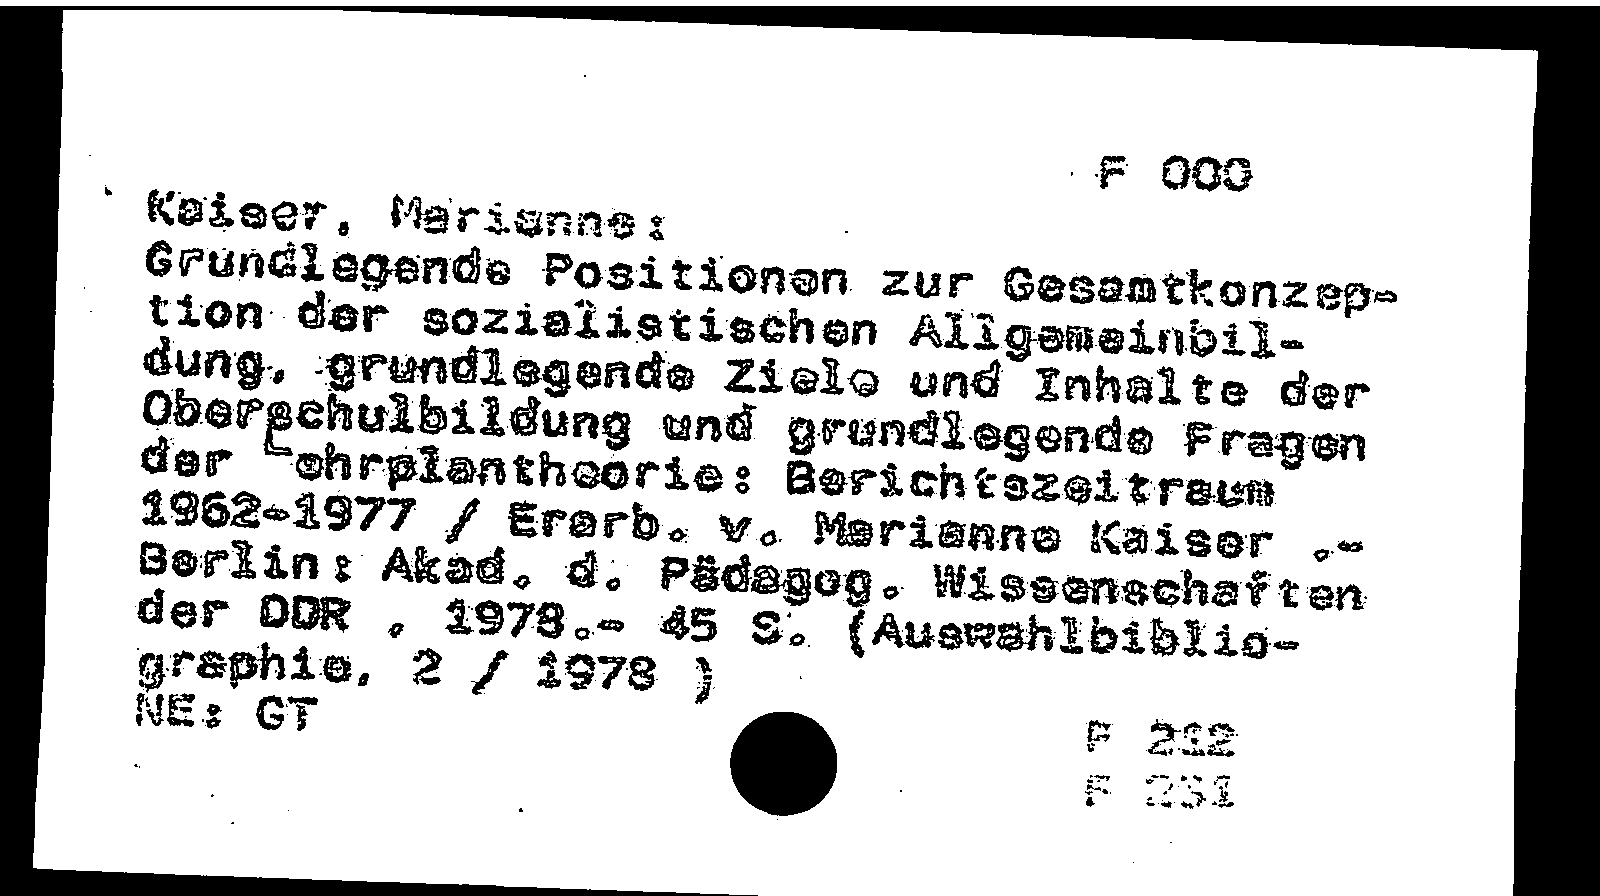 F 000
Kaiser, Marianne:
Grundlegende Positionen zur Gesamtkonzep-
tion der sozialistischen Allgemeinbil-
dung, grundlegende Ziele und Inhalte der
Oberschulbildung und grundlegende Fragen
der Lehrplantheorie: Berichtszeitraum
1962-1977 / Erarb. v. Marianne Kaiser .-
Berlin: Akad. d. Pädagog. Wissenschaften
der DDR , 1978.- 45 S. (Auswahlbiblio-
graphie, 2 / 1978 )
NE: GT
F
F